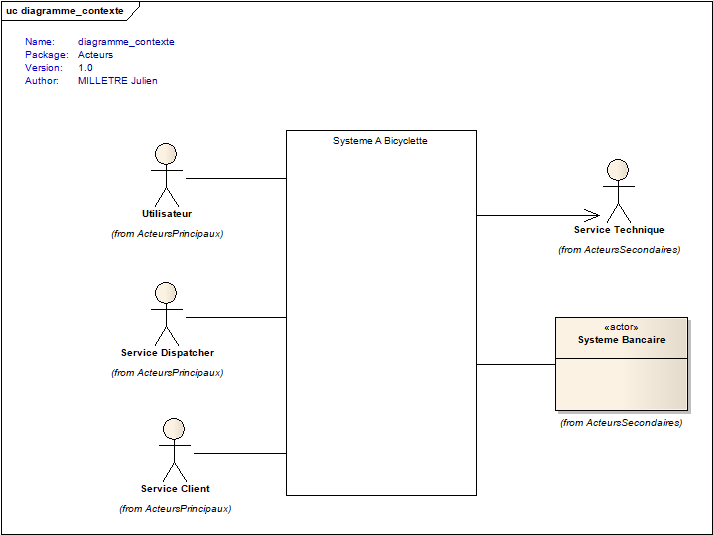 uc diagramme_contexte
Name: diagramme_contexte
Package: Acteurs
Version: 1.0
Author: MILLETRE Julien
Systeme A Bicyclette
Utilisateur
(from ActeursPrincipaux)
Service Technique
(from ActeursSecondaires)
Service Dispatcher
(from ActeursPrincipaux)
«actor»
Systeme Bancaire
(from ActeursSecondaires)
Service Client
(from ActeursPrincipaux)